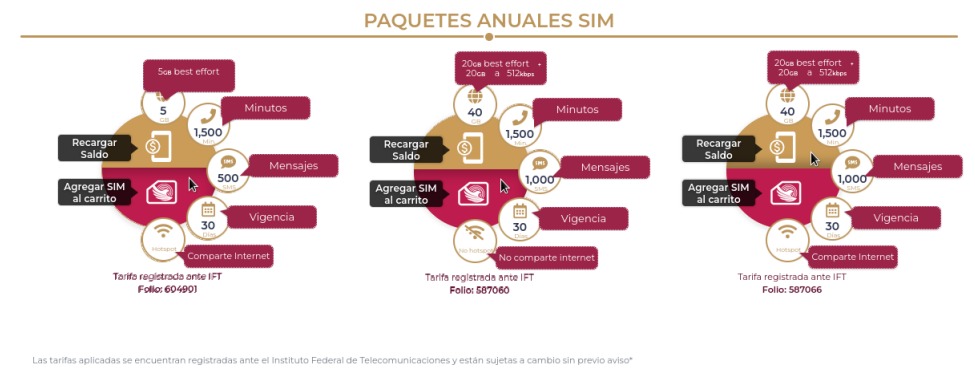 PAQUETES ANUALES SIM
5GB best effort
5
GB
Minutos
1,500
Min
Recargar
Saldo
Mensajes
500
SMS
Agregar SIM
al carrito
Vigencia
30
Días
Hotspot
Comparte Internet
Tarifa registrada ante IFT
Folio: 604901
20GB best effort +
20GB a 512kbps
40
GB
Minutos
1,500
Min
Recargar
Saldo
SMS
Mensajes
1,000
SMS
Agregar SIM
al carrito
Vigencia
30
Días
No hotspot
No comparte internet
Tarifa registrada ante IFT
Folio: 587060
20GB best effort +
20GB a 512kbps
40
GB
Minutos
1,500
Min
Recargar
Saldo
SMS
Mensajes
1,000
SMS
Agregar SIM
al carrito
Vigencia
30
Días
Hotspot
Comparte Internet
Tarifa registrada ante IFT
Folio: 587066
Las tarifas aplicadas se encuentran registradas ante el Instituto Federal de Telecomunicaciones y están sujetas a cambio sin previo aviso*